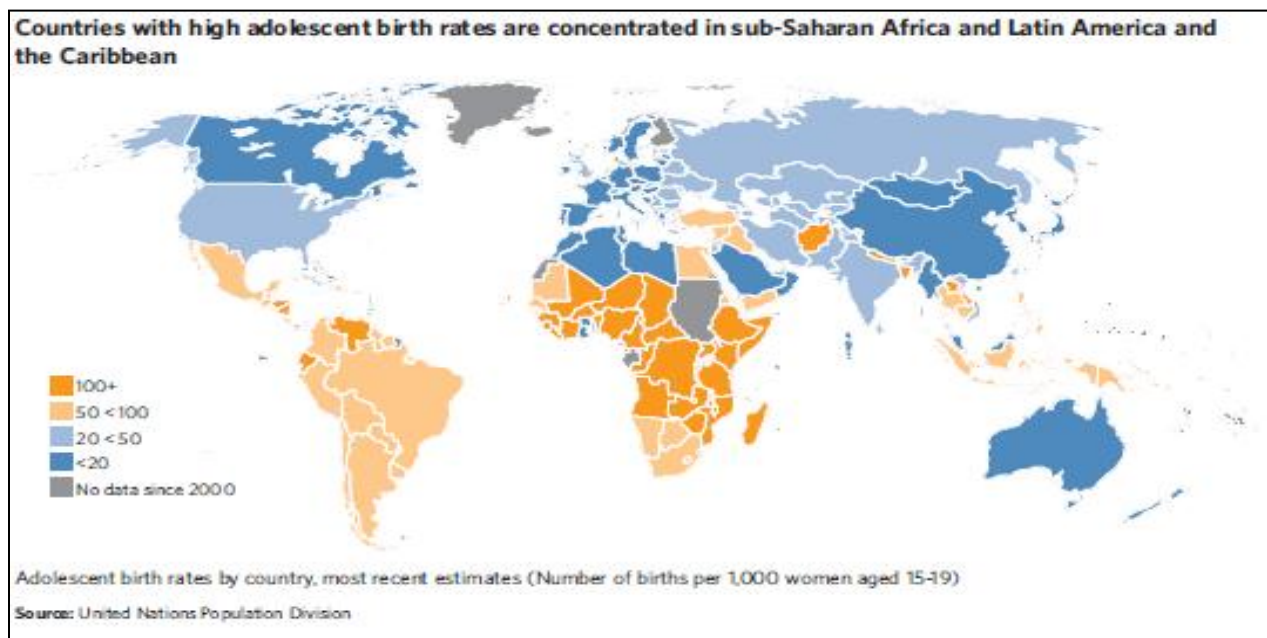 Countries with high adolescent birth rates are concentrated in sub-Saharan Africa and Latin America and
the Caribbean
100+
50 <100
20 <50
<20
No data since 2000
Adolescent birth rates by country, most recent estimates (Number of births per 1,000 women aged 15-19)
Source: United Nations Population Division